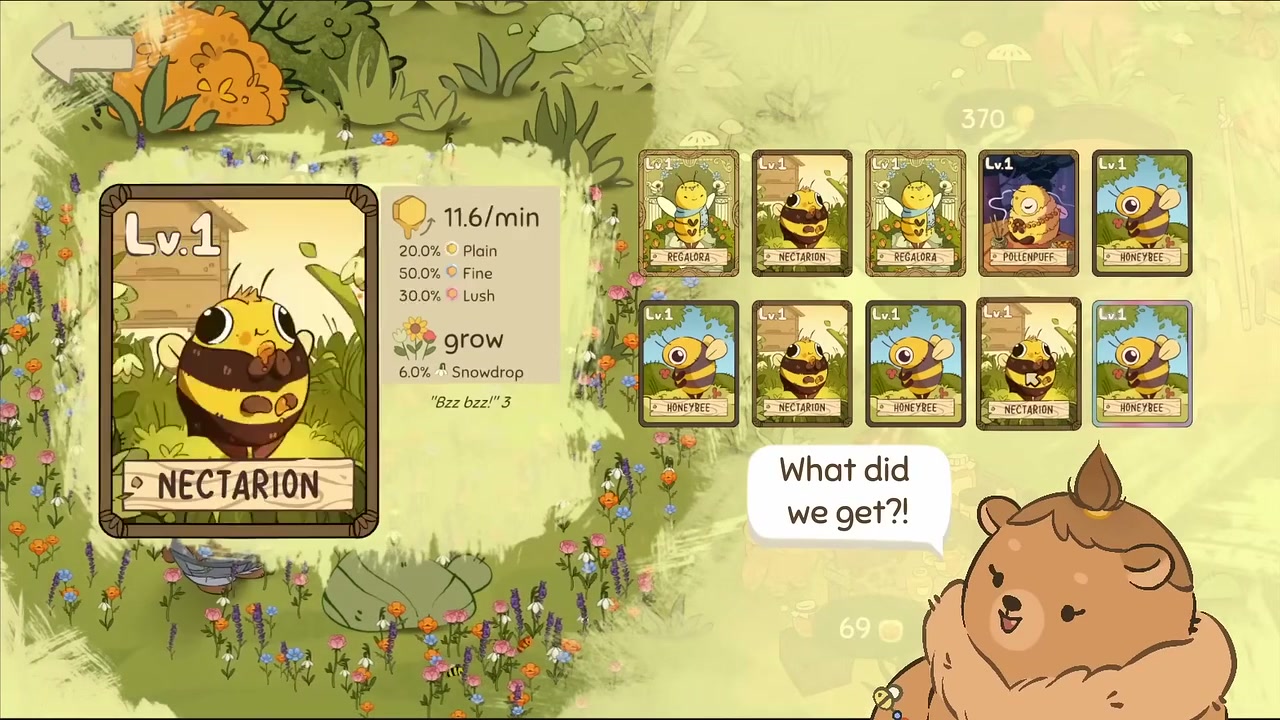 370
Lv.1
Lv.1
Lv.1
Lv.1
Lv.1
REGALORA
NECTARION
REGALORA
POLLENPUFF
HONEYBEE
Lv.1
Lv.1
Lv.1
Lv.1
Lv.1
HONEYBEE
NECTARION
HONEYBEE
NECTARION
HONEYBEE
Lv.1
NECTARION
11.6/min
20.0% Plain
50.0% Fine
30.0% Lush
grow
6.0% Snowdrop
"Bzz bzz!" 3
What did
we get?!
69